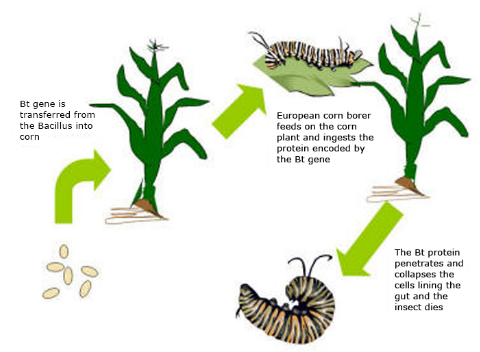 Bt gene is
transferred from
the Bacillus into
corn
European corn borer
feeds on the corn
plant and ingests the
protein encoded by
the Bt gene
The Bt protein
penetrates and
collapses the
cells lining the
gut and the
insect dies